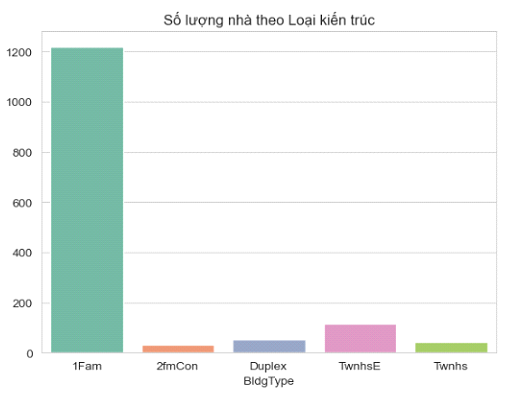 Số lượng nhà theo Loại kiến trúc
1200
1000
800
600
400
200
0
1Fam 2fmCon Duplex TwnhsE Twnhs
BldgType